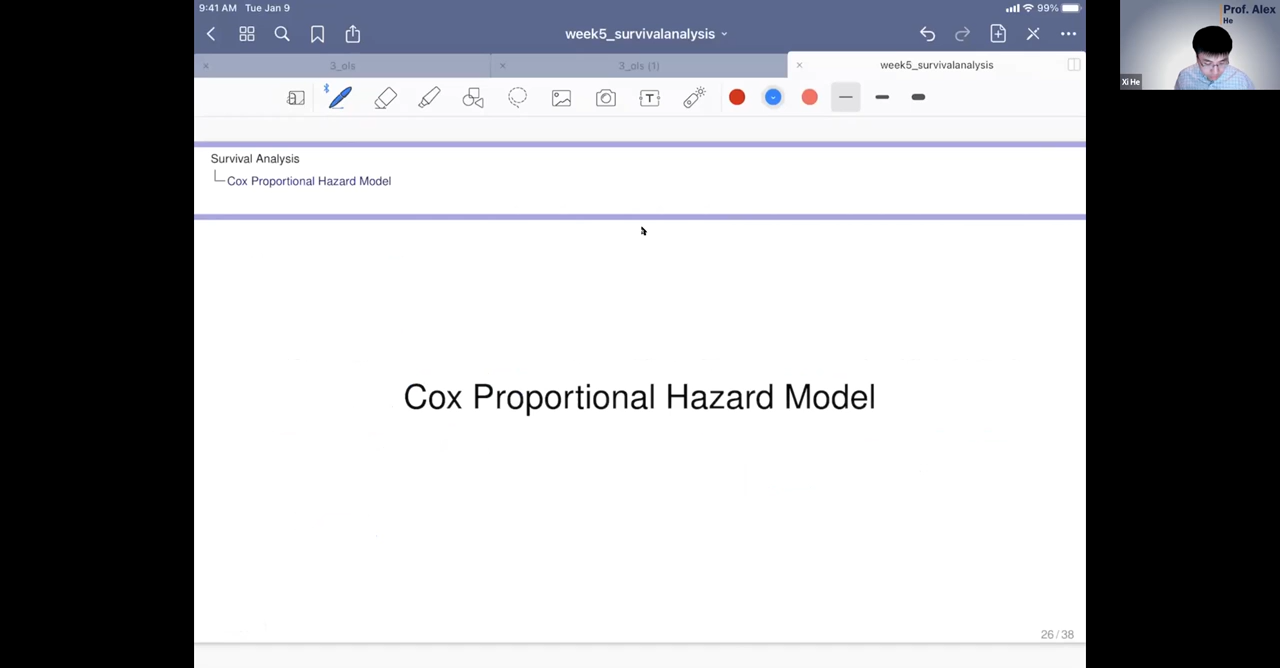 9:41 AM Tue Jan 9
99%
week5_survivalanalysis
3_ols
3_ols (1)
week5_survivalanalysis
T
Survival Analysis
Cox Proportional Hazard Model
Cox Proportional Hazard Model
26 / 38
Prof. Alex
He
Xi He